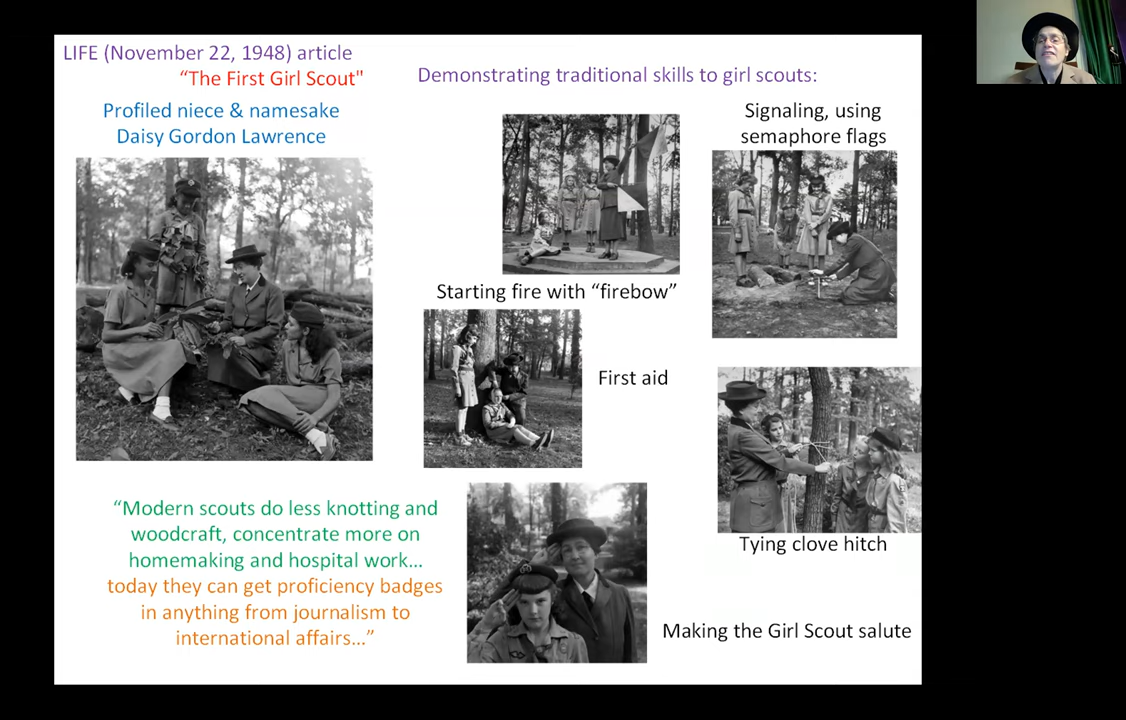 LIFE (November 22, 1948) article
“The First Girl Scout"
Profiled niece & namesake
Daisy Gordon Lawrence
Demonstrating traditional skills to girl scouts:
Signaling, using
semaphore flags
Starting fire with “firebow”
First aid
Tying clove hitch
“Modern scouts do less knotting and
woodcraft, concentrate more on
homemaking and hospital work…
today they can get proficiency badges
in anything from journalism to
international affairs…”
Making the Girl Scout salute